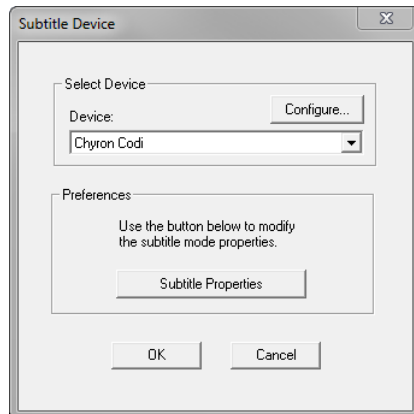 Subtitle Device
Select Device
Configure...
Device:
Chyron Codi
Preferences
Use the button below to modify
the subtitle mode properties.
Subtitle Properties
OK
Cancel